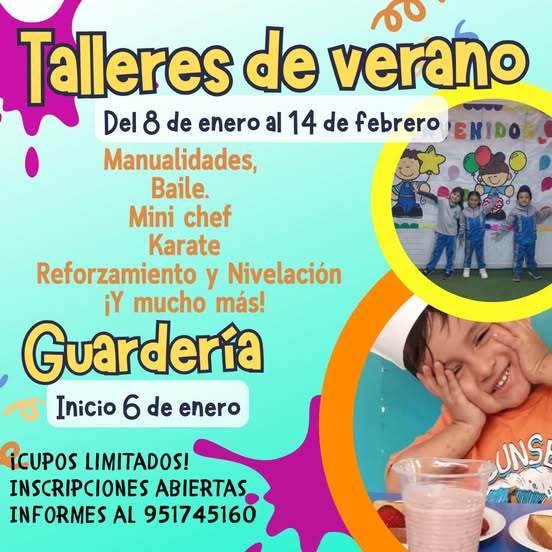 Talleres de verano
Del 8 de enero al 14 de febrero
Manualidades,
Baile.
Mini chef
Karate
Reforzamiento y Nivelación
¡Y mucho más!
Guardería
Inicio 6 de enero
¡CUPOS LIMITADOS!
INSCRIPCIONES ABIERTAS
INFORMES AL 951745160